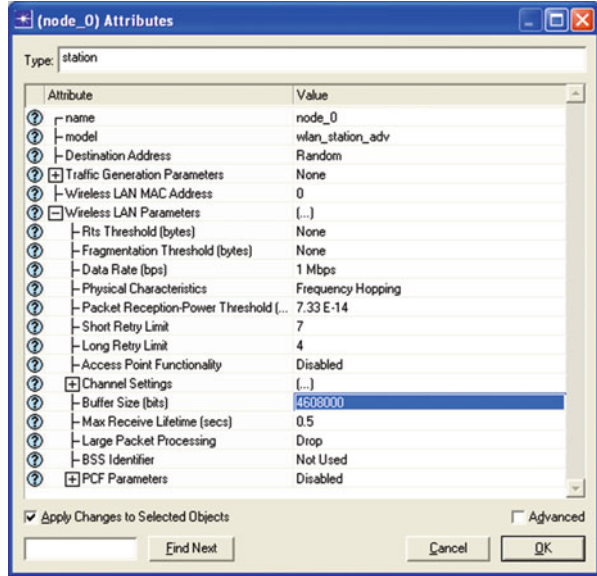 (node_0) Attributes
Type: station
Attribute Value
name node_0
model wlan_station_adv
Destination Address Random
Traffic Generation Parameters None
Wireless LAN MAC Address 0
Wireless LAN Parameters (...)
Rts Threshold (bytes) None
Fragmentation Threshold (bytes) None
Data Rate (bps) 1 Mbps
Physical Characteristics Frequency Hopping
Packet Reception-Power Threshold (... 7.33 E-14
Short Retry Limit 7
Long Retry Limit 4
Access Point Functionality Disabled
Channel Settings (...)
Buffer Size (bits) 4608000
Max Receive Lifetime (secs) 0.5
Large Packet Processing Drop
BSS Identifier Not Used
PCF Parameters Disabled
Apply Changes to Selected Objects Advanced
Find Next Cancel OK